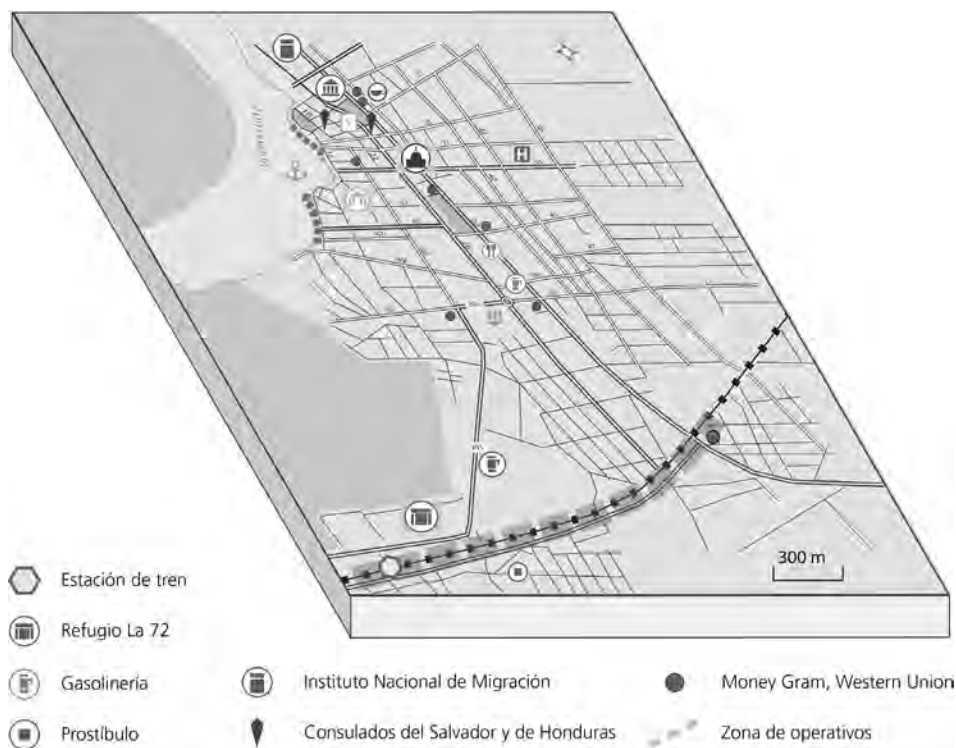 300 m
Estación de tren
Refugio La 72
Gasolinería
Instituto Nacional de Migración
Money Gram, Western Union
Prostíbulo
Consulados del Salvador y de Honduras
Zona de operativos